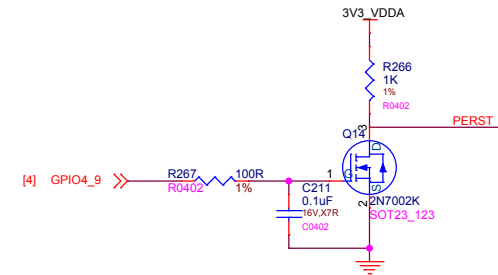 3V3_VDDA
R266
1K
1%
R0402
PERST
Q14
3
D
[4] GPIO4_9
R267
100R
R0402
1%
1
G
C211
0.1uF
16V,X7R
C0402
S
2
2N7002K
SOT23_123